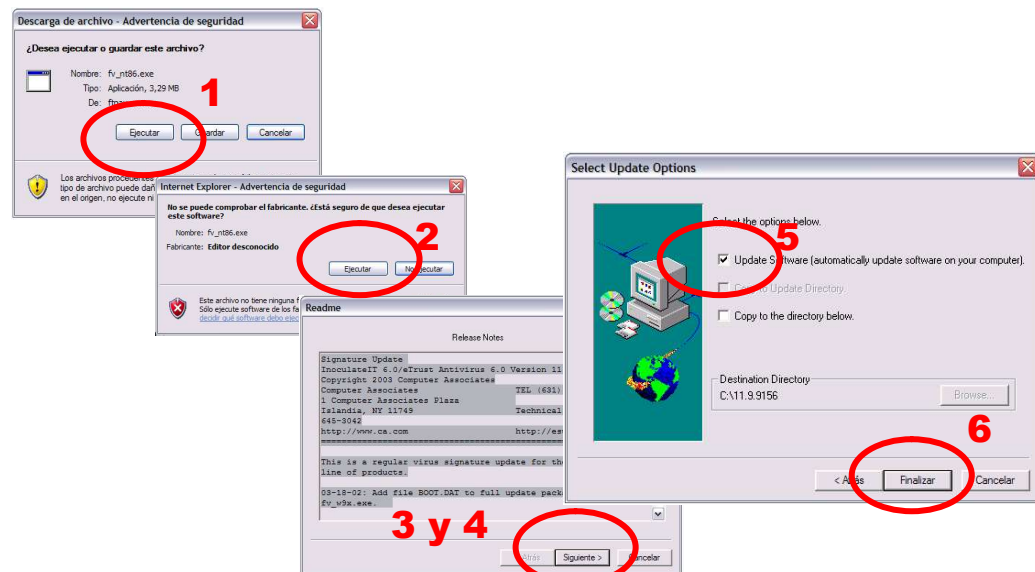 Descarga de archivo - Advertencia de seguridad
¿Desea ejecutar o guardar este archivo?
Nombre: fv_nt86.exe
Tipo: Aplicación, 3,29 MB
De:
1
Ejecutar
Guardar
Cancelar
Los archivos procedentes
tipo de archivo puede
en el origen, no ejecute ni
Internet Explorer - Advertencia de seguridad
No se puede comprobar el fabricante. ¿Está seguro de que desea ejecutar
este software?
Nombre: fv_nt86.exe
Fabricante: Editor desconocido
2
Ejecutar
No ejecutar
Este archivo no tiene ninguna
Sólo ejecute software de los
decidir qué software debo
Readme
Release Notes
Signature Update
InoculateIT 6.0/eTrust Antivirus 6.0 Version 11
Copyright 2003 Computer Associates
Computer Associates TEL (631)
1 Computer Associates Plaza
Islandia, NY 11749 Technical
645-3042
http://www.ca.com
This is a regular virus signature update for
line of products.
03-18-02: Add file BOOT.DAT to full update
fv_w9x.exe.
3 y 4
Atrás
Siguiente >
Cancelar
Select Update Options
Select the options below.
5
Update Software (automatically update software on your computer).
Copy to Update Directory.
Copy to the directory below.
Destination Directory
C:\11.9.9156
Browse...
6
< Atrás
Finalizar
Cancelar